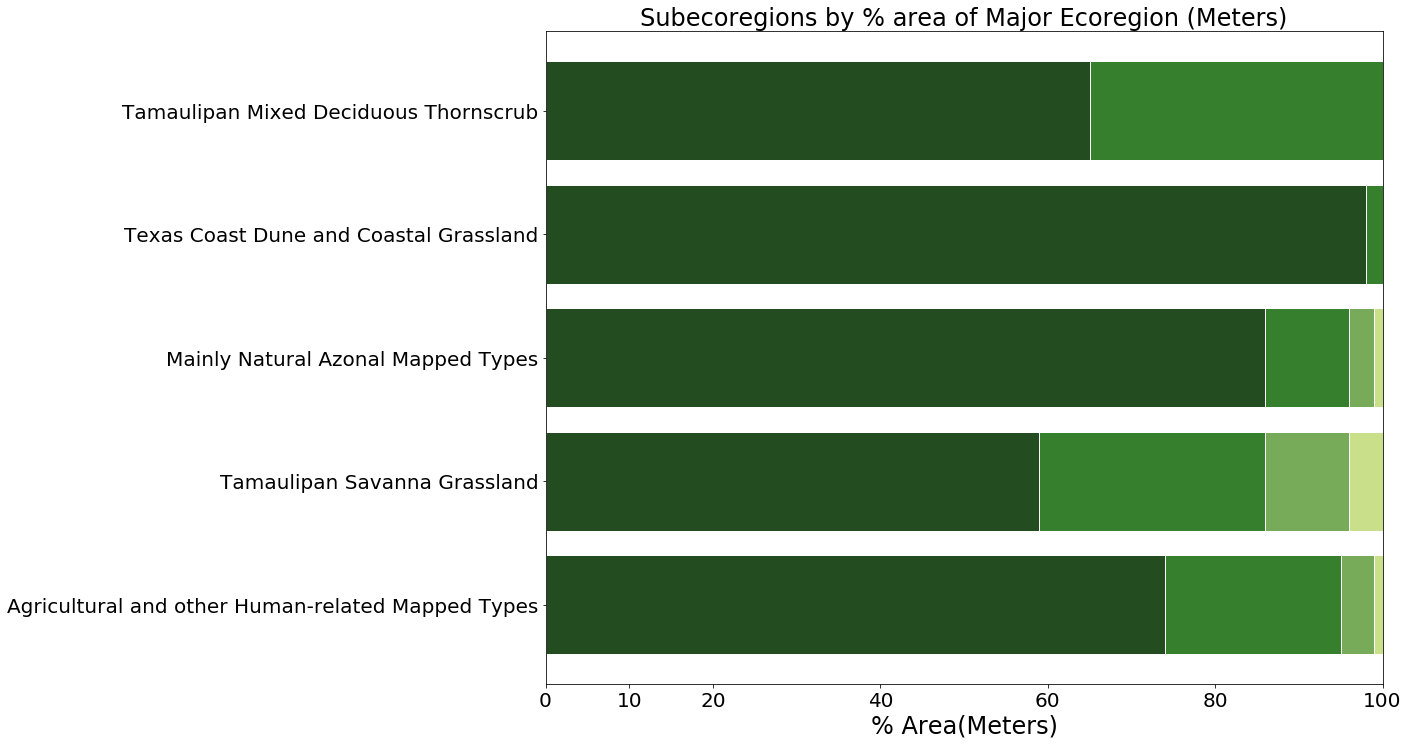 Subecoregions by % area of Major Ecoregion (Meters)
Tamaulipan Mixed Deciduous Thornscrub
Texas Coast Dune and Coastal Grassland
Mainly Natural Azonal Mapped Types
Tamaulipan Savanna Grassland
Agricultural and other Human-related Mapped Types
0 10 20 40 60 80 100
% Area(Meters)